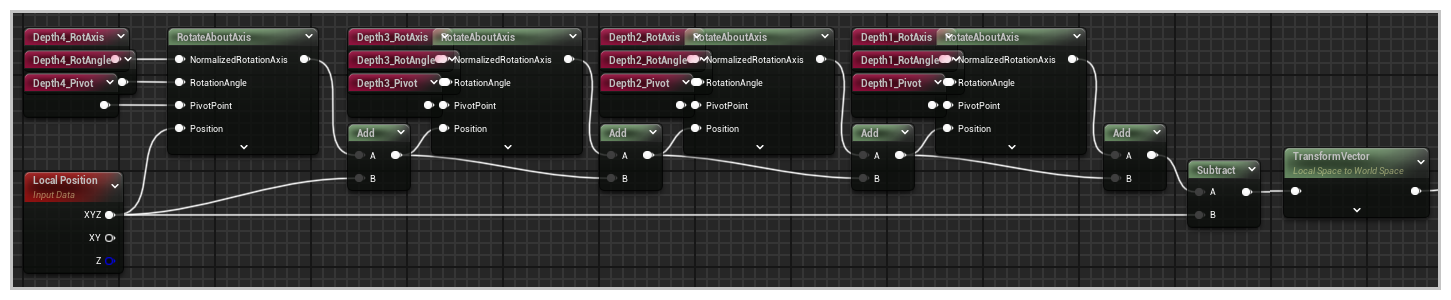 Depth4_RotAxis
Depth4_RotAngle
Depth4_Pivot
RotateAboutAxis
NormalizedRotationAxis
RotationAngle
PivotPoint
Position
Local Position
Input Data
XYZ
XY
Z
Depth3_RotAxis
Depth3_RotAngle
Depth3_Pivot
RotateAboutAxis
NormalizedRotationAxis
RotationAngle
PivotPoint
Position
Add
A
B
Depth2_RotAxis
Depth2_RotAngle
Depth2_Pivot
RotateAboutAxis
NormalizedRotationAxis
RotationAngle
PivotPoint
Position
Add
A
B
Depth1_RotAxis
Depth1_RotAngle
Depth1_Pivot
RotateAboutAxis
NormalizedRotationAxis
RotationAngle
PivotPoint
Position
Add
A
B
Add
A
B
Subtract
A
B
TransformVector
Local Space to World Space